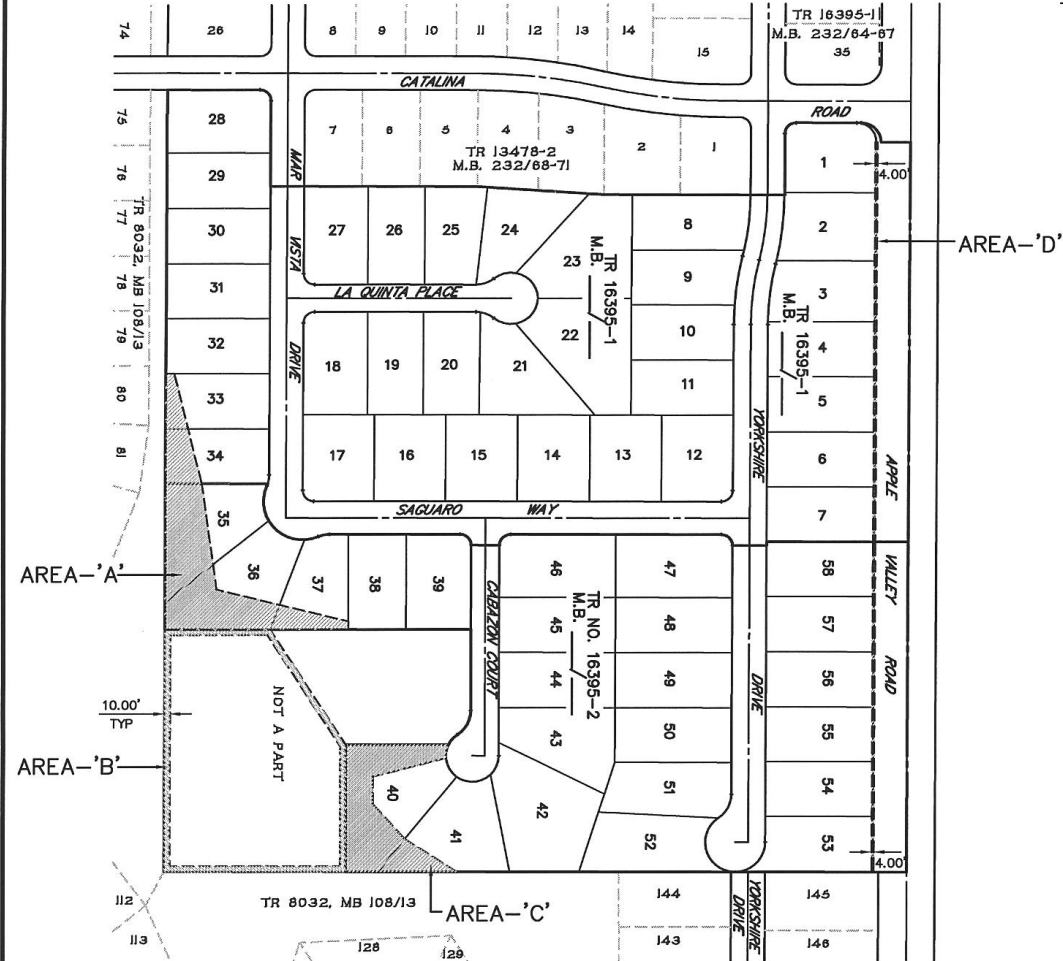 74
26
8
9
10
11
12
13
14
15
TR 16395-1
M.B. 232/64-67
35
CATALINA
ROAD
75
76
77
78
79
80
81
TR 8032, MB 108/13
28
29
30
31
32
33
34
MAR
VISTA
DRIVE
7
6
5
4
3
2
1
TR 13478-2
M.B. 232/68-71
27
26
25
24
23
22
21
20
19
18
LA QUINTA PLACE
TR 16395-1
M.B. /
8
9
10
11
17
16
15
14
13
12
SAGUARO WAY
YORKSHIRE
DRIVE
1
2
3
4
5
6
7
TR 16395-1
M.B. /
4.00'
AREA-'D'
APPLE
VALLEY
ROAD
AREA-'A'
35
36
37
38
39
CABAZON COURT
46
45
44
43
TR NO. 16395-2
M.B. /
47
48
49
50
51
52
58
57
56
55
54
53
4.00'
10.00'
TYP
AREA-'B'
NOT A PART
40
41
42
112
113
TR 8032, MB 108/13
AREA-'C'
128
129
144
143
YORKSHIRE
DRIVE
145
146